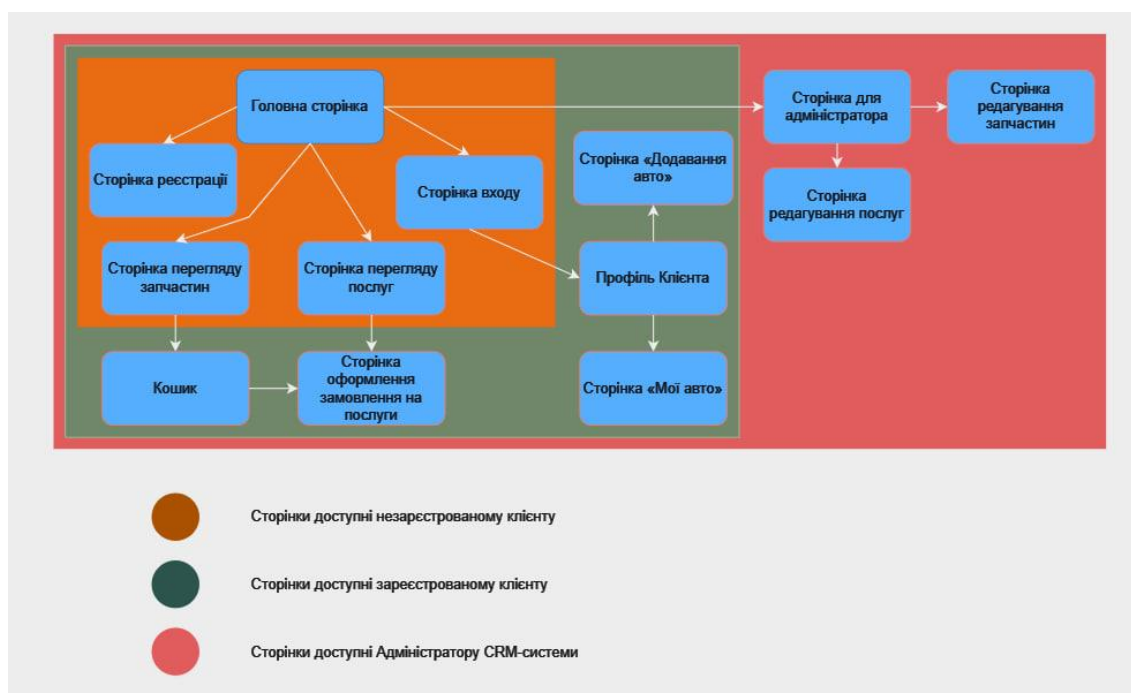 Головна сторінка
Сторінка для
адміністратора
Сторінка
редагування
запчастин
Сторінка реєстрації
Сторінка входу
Сторінка «Додавання
авто»
Сторінка
редагування послуг
Сторінка перегляду
запчастин
Сторінка перегляду
послуг
Профіль Клієнта
Кошик
Сторінка
оформлення
замовлення на
послуги
Сторінка «Мої авто»
Сторінки доступні незарєстрованому клієнту
Сторінки доступні зареєстрованому клієнту
Сторінки доступні Адміністратору CRM-системи